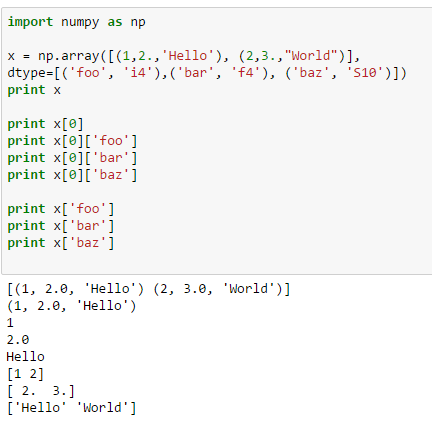 import numpy as np
x = np.array([(1,2.,'Hello'), (2,3.,"World")],
dtype=[('foo', 'i4'),('bar', 'f4'), ('baz', 'S10')])
print x
print x[0]
print x[0]['foo']
print x[0]['bar']
print x[0]['baz']
print x['foo']
print x['bar']
print x['baz']
[(1, 2.0, 'Hello') (2, 3.0, 'World')]
(1, 2.0, 'Hello')
1
2.0
Hello
[1 2]
[ 2.  3.]
['Hello' 'World']